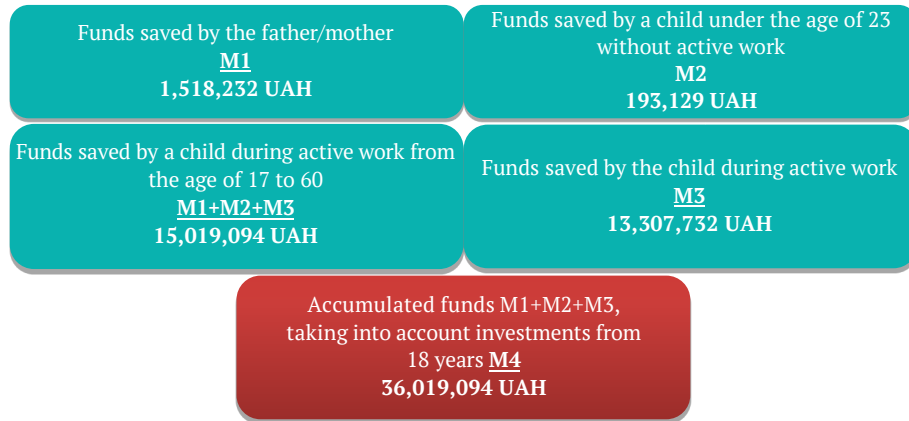 Funds saved by the father/mother
M1
1,518,232 UAH
Funds saved by a child under the age of 23
without active work
M2
193,129 UAH
Funds saved by a child during active work from
the age of 17 to 60
M1+M2+M3
15,019,094 UAH
Funds saved by the child during active work
M3
13,307,732 UAH
Accumulated funds M1+M2+M3,
taking into account investments from
18 years M4
36,019,094 UAH